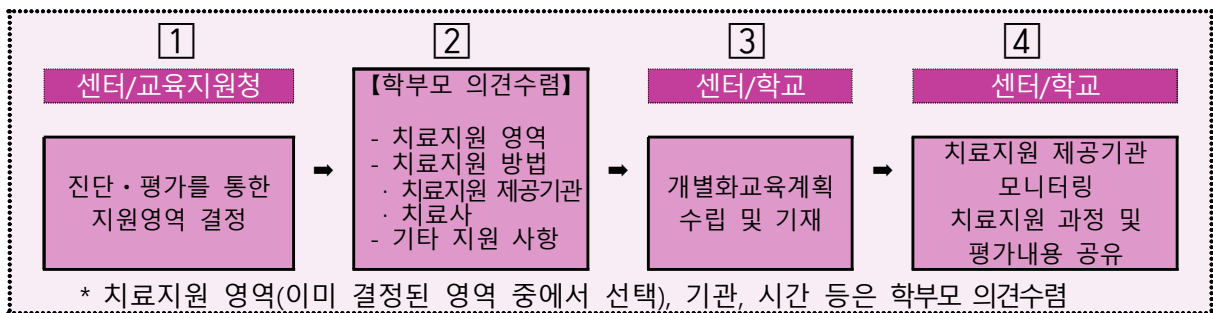 1
센터/교육지원청
진단・평가를 통한
지원영역 결정
➡
2
【학부모 의견수렴】
- 치료지원 영역
- 치료지원 방법
· 치료지원 제공기관
· 치료사
- 기타 지원 사항
➡
3
센터/학교
개별화교육계획
수립 및 기재
➡
4
센터/학교
치료지원 제공기관
모니터링
치료지원 과정 및
평가내용 공유
* 치료지원 영역(이미 결정된 영역 중에서 선택), 기관, 시간 등은 학부모 의견수렴